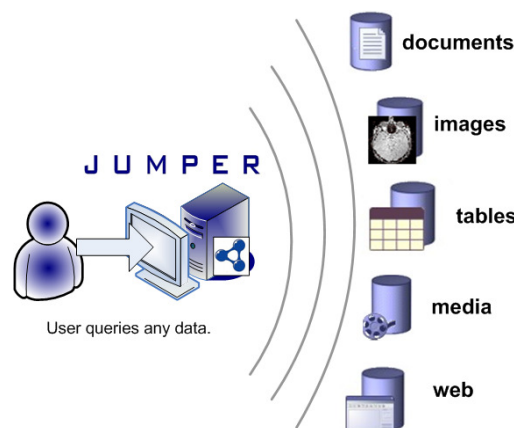 documents
images
JUMPER
tables
media
User queries any data.
web